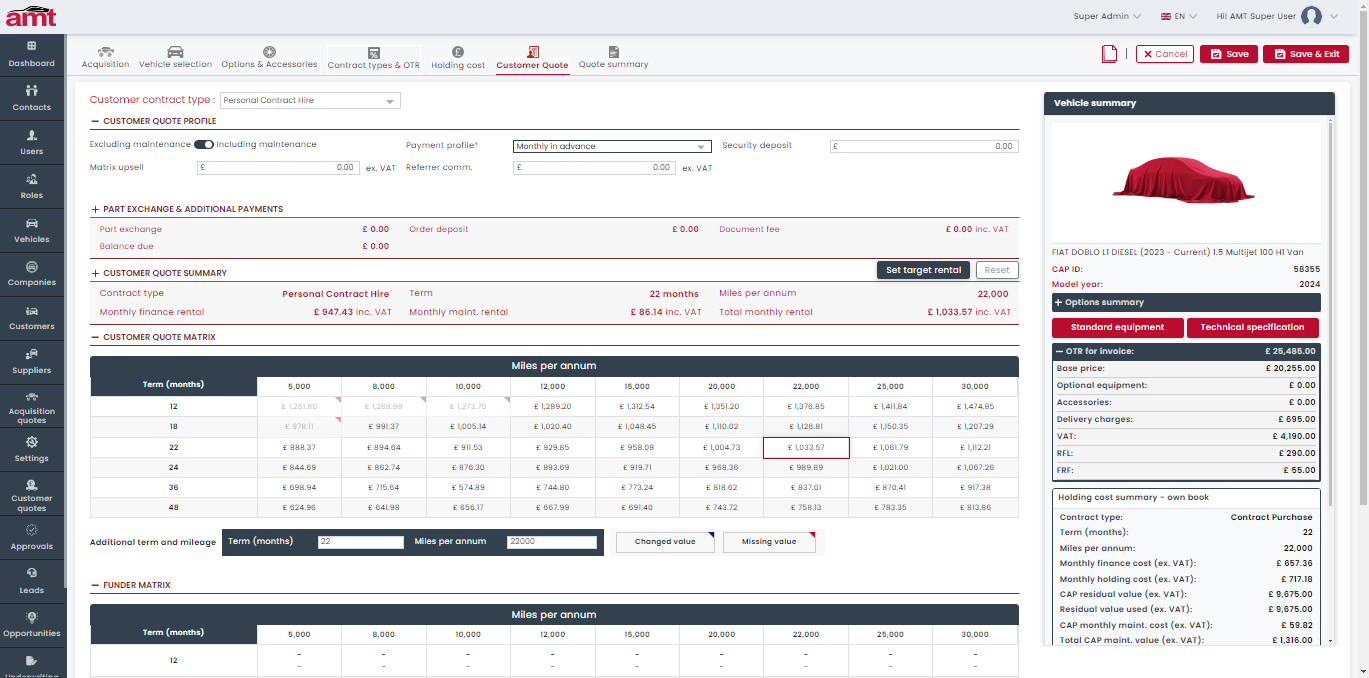 amt
Super Admin
EN
Hi! AMT Super User
Dashboard
Contacts
Users
Roles
Vehicles
Companies
Customers
Suppliers
Acquisition quotes
Settings
Customer quotes
Approvals
Leads
Opportunities
Underwriting
Acquisition
Vehicle selection
Options & Accessories
Contract types & OTR
Holding cost
Customer Quote
Quote summary
Cancel
Save
Save & Exit
Customer contract type : Personal Contract Hire
CUSTOMER QUOTE PROFILE
Excluding maintenance Including maintenance Payment profile* Monthly in advance Security deposit £ 0.00
Matrix upsell £ 0.00 ex. VAT Referrer comm. £ 0.00 ex. VAT
PART EXCHANGE & ADDITIONAL PAYMENTS
Part exchange £ 0.00 Order deposit £ 0.00 Document fee £ 0.00 inc. VAT
Balance due £ 0.00
CUSTOMER QUOTE SUMMARY Set target rental Reset
Contract type Personal Contract Hire Term 22 months Miles per annum 22,000
Monthly finance rental £ 947.43 inc. VAT Monthly maint. rental £ 86.14 inc. VAT Total monthly rental £ 1,033.57 inc. VAT
CUSTOMER QUOTE MATRIX
Term (months) Miles per annum
5,000 8,000 10,000 12,000 15,000 20,000 22,000 25,000 30,000
12 £ 1,261.80 £ 1,268.98 £ 1,273.75 £ 1,289.20 £ 1,312.54 £ 1,351.20 £ 1,376.85 £ 1,411.84 £ 1,474.85
18 £ 978.11 £ 991.37 £ 1,005.14 £ 1,020.40 £ 1,048.45 £ 1,110.02 £ 1,126.81 £ 1,150.35 £ 1,207.29
22 £ 888.37 £ 894.64 £ 911.53 £ 929.85 £ 958.08 £ 1,004.73 £ 1,033.57 £ 1,061.79 £ 1,112.21
24 £ 844.69 £ 862.74 £ 876.30 £ 893.69 £ 919.71 £ 968.36 £ 989.89 £ 1,021.00 £ 1,067.26
36 £ 698.94 £ 715.64 £ 574.89 £ 744.80 £ 773.24 £ 818.62 £ 837.01 £ 870.41 £ 917.38
48 £ 624.96 £ 641.98 £ 656.17 £ 667.99 £ 691.40 £ 743.72 £ 758.13 £ 783.35 £ 813.86
Additional term and mileage Term (months) 22 Miles per annum 22000 Changed value Missing value
FUNDER MATRIX
Term (months) Miles per annum
5,000 8,000 10,000 12,000 15,000 20,000 22,000 25,000 30,000
12 - - - - - - - - -
- - - - - - - - -
Vehicle summary
FIAT DOBLO L1 DIESEL (2023 - Current) 1.5 Multijet 100 H1 Van
CAP ID: 58355
Model year: 2024
Options summary
Standard equipment Technical specification
OTR for invoice: £ 25,485.00
Base price: £ 20,255.00
Optional equipment: £ 0.00
Accessories: £ 0.00
Delivery charges: £ 695.00
VAT: £ 4,190.00
RFL: £ 290.00
FRF: £ 55.00
Holding cost summary - own book
Contract type: Contract Purchase
Term (months): 22
Miles per annum: 22,000
Monthly finance cost (ex. VAT): £ 657.36
Monthly holding cost (ex. VAT): £ 717.18
CAP residual value (ex. VAT): £ 9,675.00
Residual value used (ex. VAT): £ 9,675.00
CAP monthly maint. cost (ex. VAT): £ 59.82
Total CAP maint. value (ex. VAT): £ 1,316.00